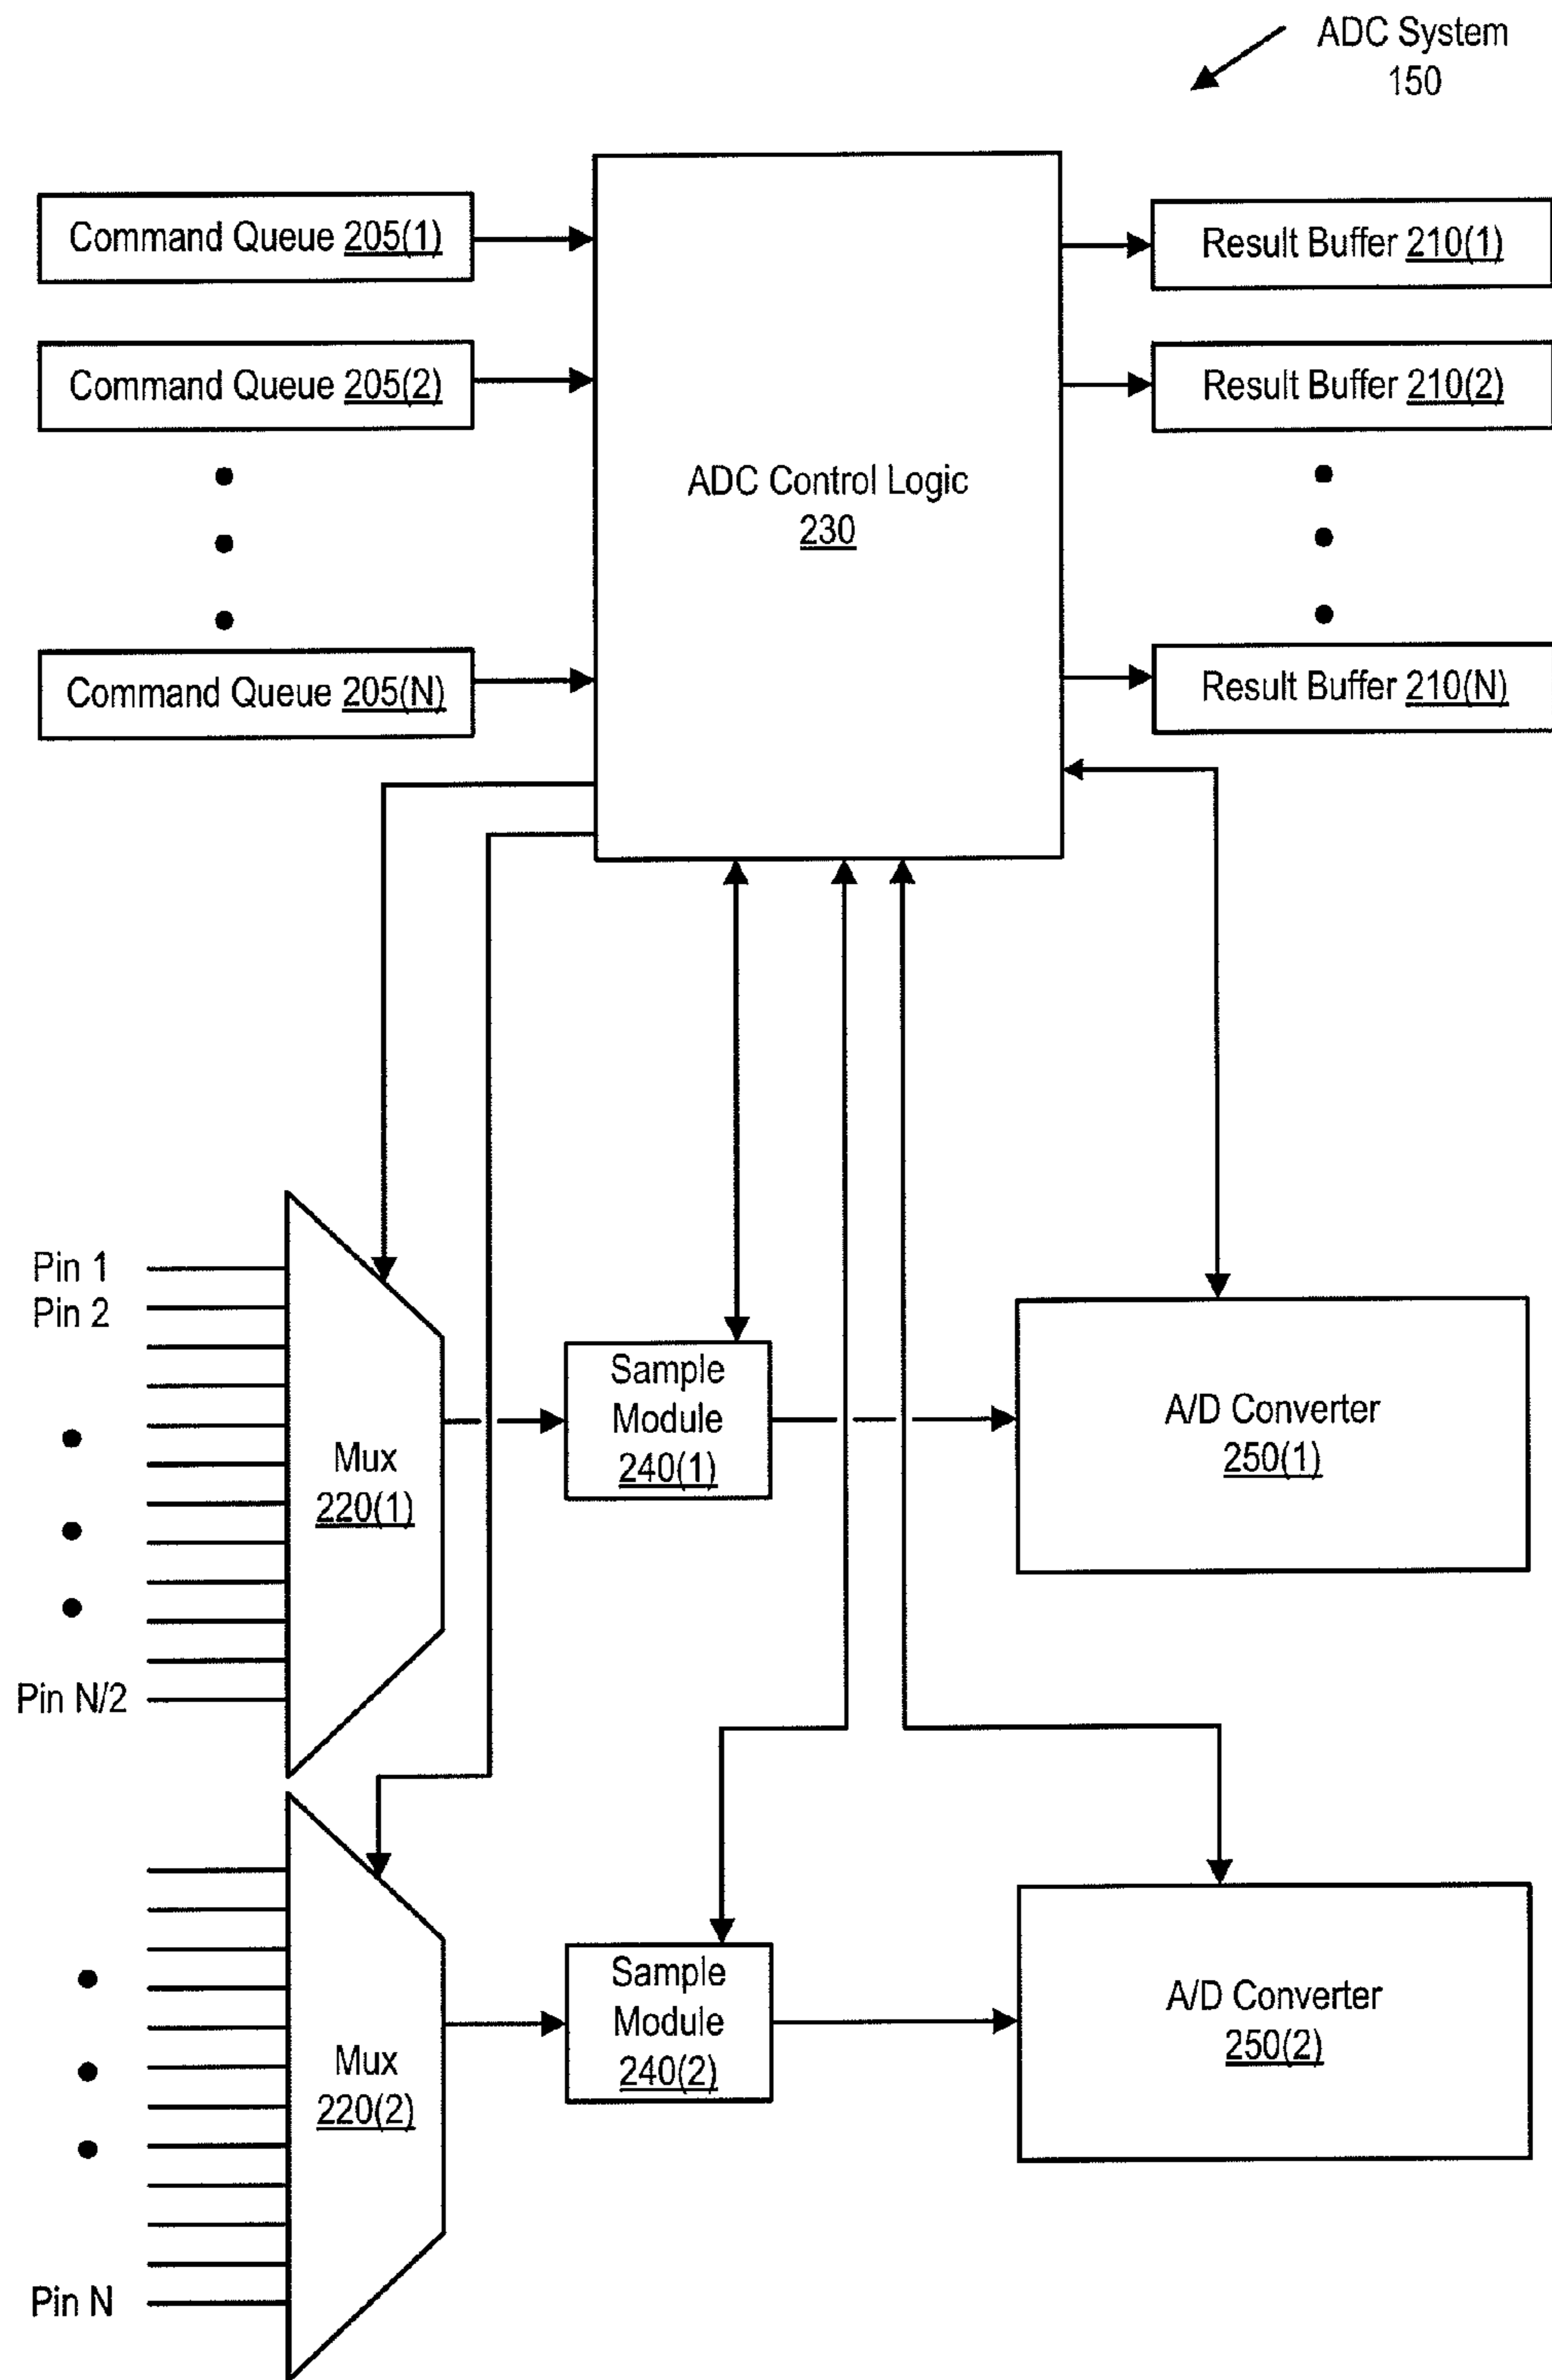 ADC System
150
Command Queue 205(1)
Result Buffer 210(1)
Command Queue 205(2)
Result Buffer 210(2)
ADC Control Logic
230
Command Queue 205(N)
Result Buffer 210(N)
Pin 1
Pin 2
Pin N/2
Mux
220(1)
Sample
Module
240(1)
A/D Converter
250(1)
Mux
220(2)
Sample
Module
240(2)
A/D Converter
250(2)
Pin N